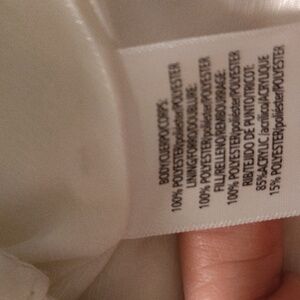 BODY/CUERPO/CORPS:
100% POLYESTER/poliéster/POLYESTER
LINING/FORRO/DOUBLURE:
100% POLYESTER/poliéster/POLYESTER
FILL/RELLENO/REMBOURRAGE:
100% POLYESTER/poliéster/POLYESTER
RIB/TEJIDO DE PUNTO/TRICOT:
85% ACRYLIC /acrílico/ACRYLIQUE
15% POLYESTER/poliéster/POLYESTER